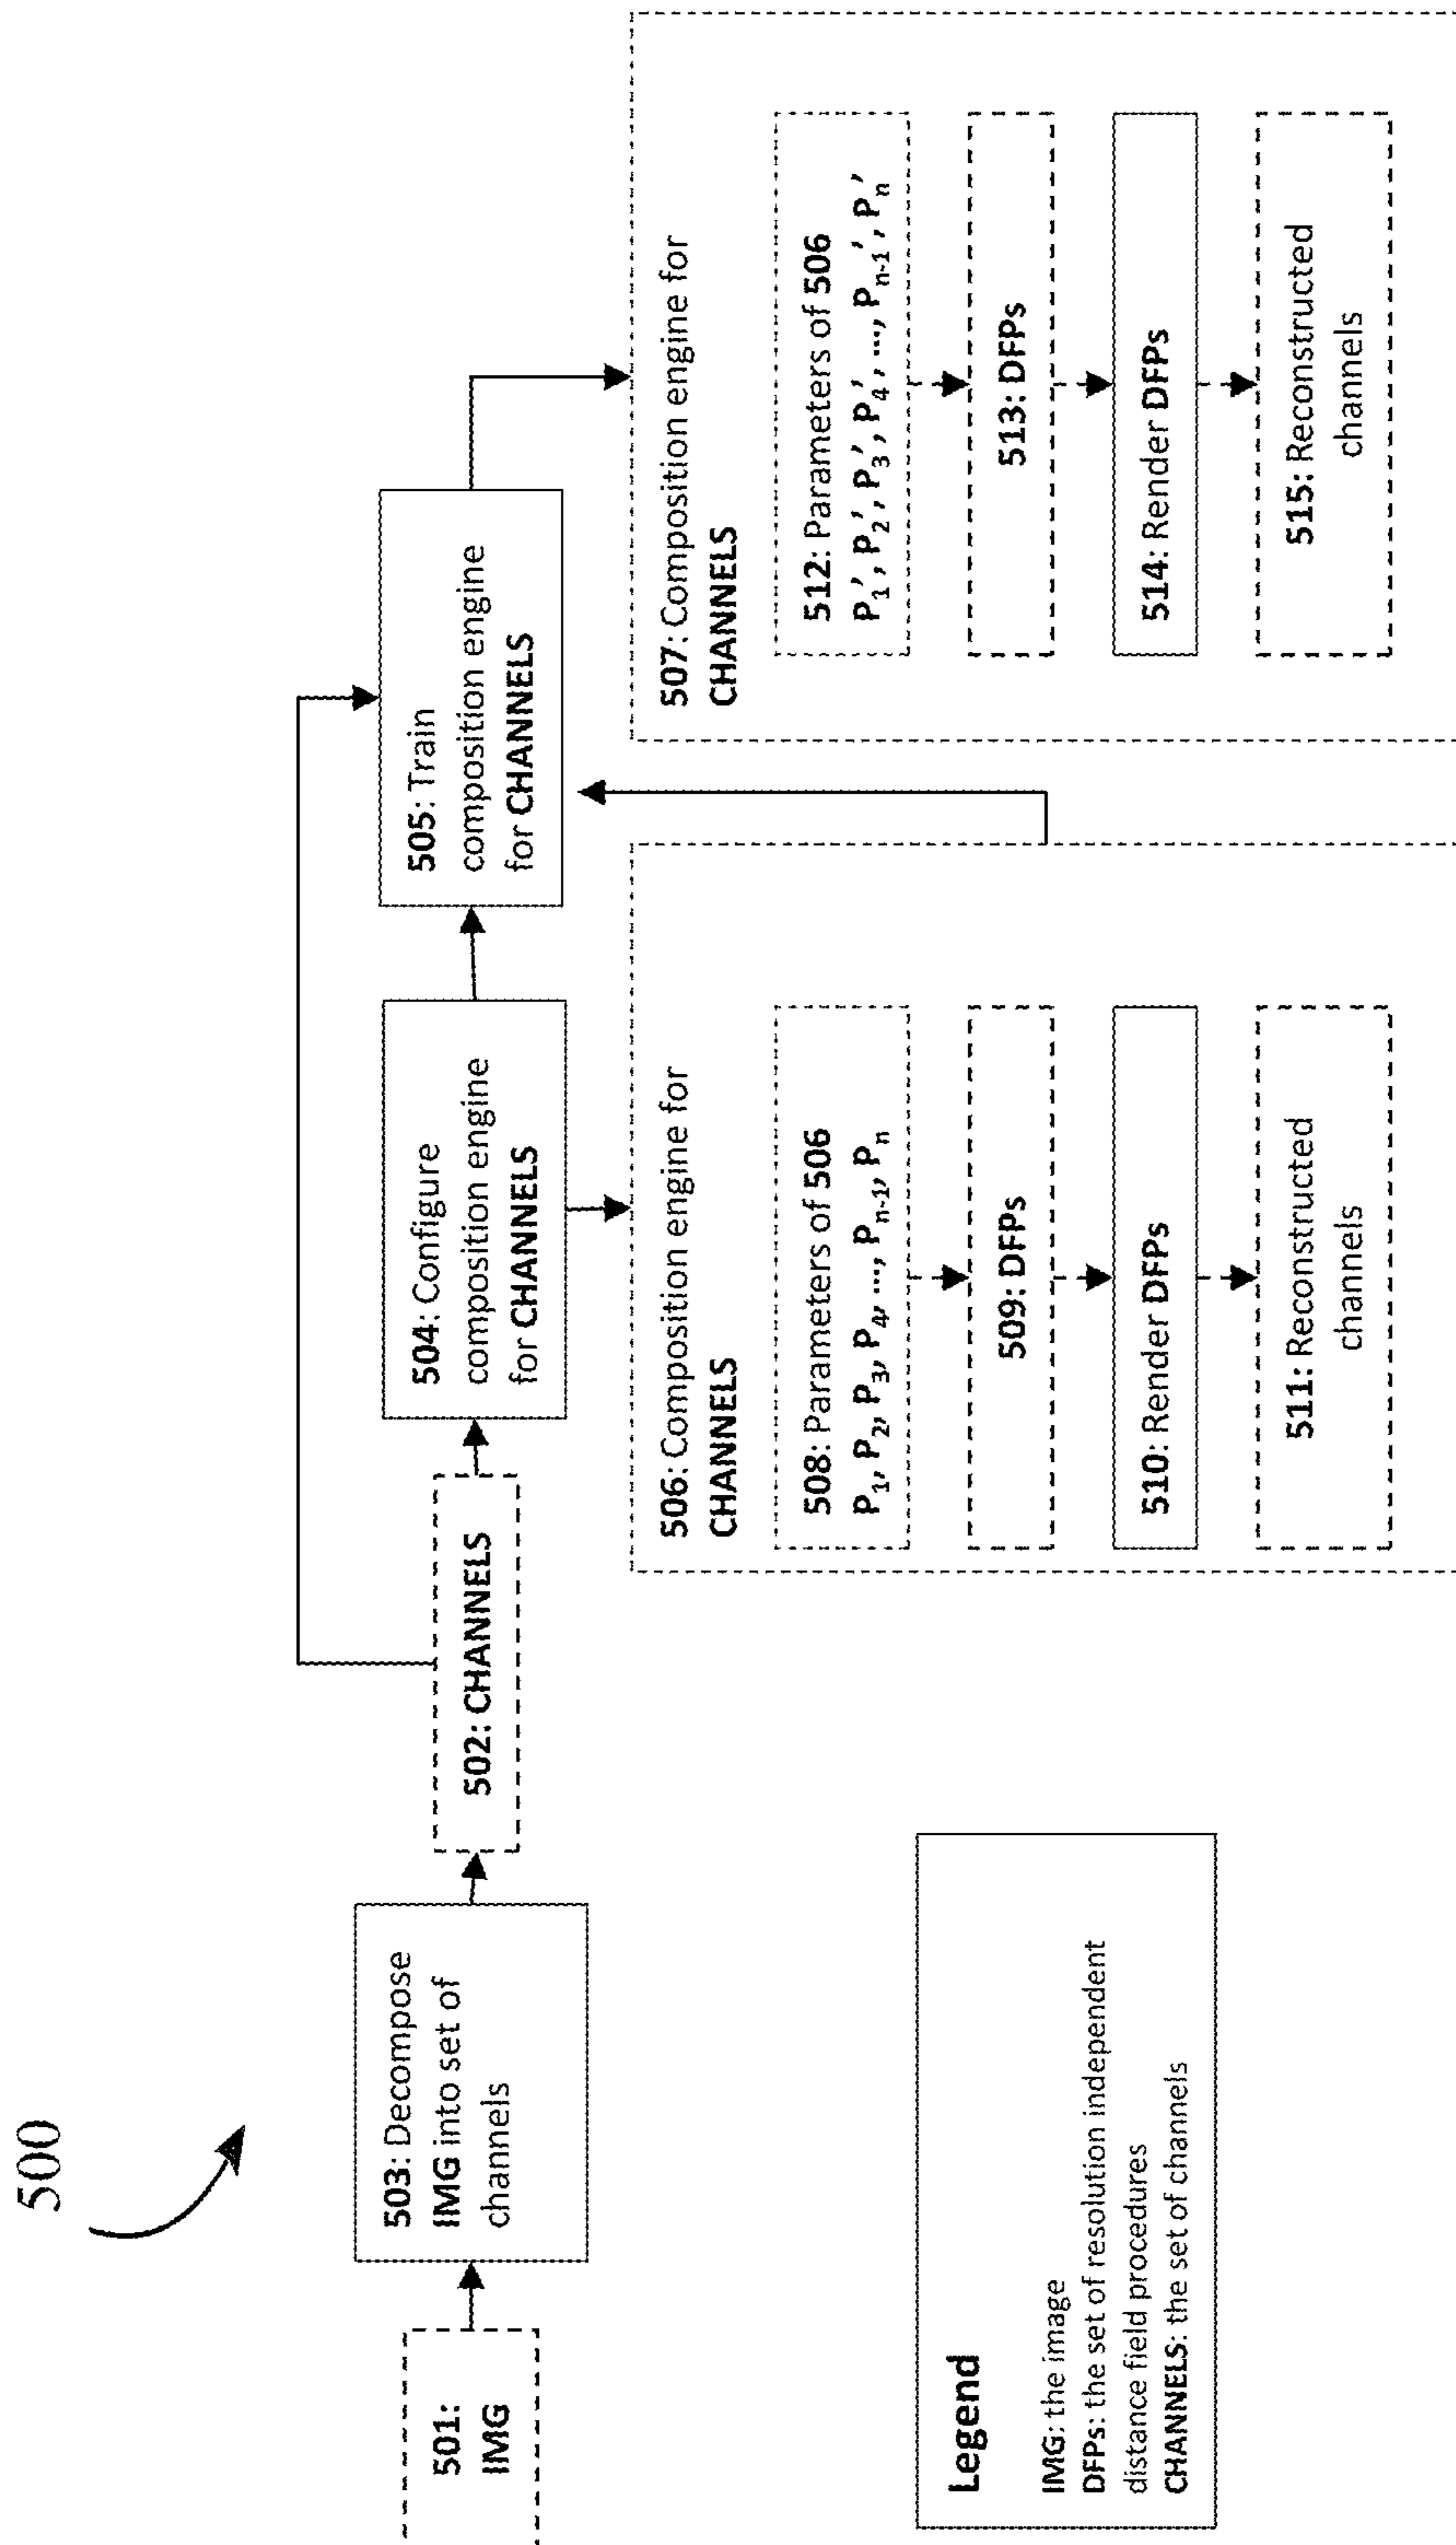 500
501:
IMG
503: Decompose
IMG into set of
channels
502: CHANNELS
504: Configure
composition engine
for CHANNELS
505: Train
composition engine
for CHANNELS
506: Composition engine for
CHANNELS
508: Parameters of 506
P1, P2, P3, P4, ..., Pn-1, Pn
509: DFPs
510: Render DFPs
511: Reconstructed
channels
507: Composition engine for
CHANNELS
512: Parameters of 506
P1′, P2′, P3′, P4′, ..., Pn-1′, Pn′
513: DFPs
514: Render DFPs
515: Reconstructed
channels
Legend
IMG: the image
DFPs: the set of resolution independent
distance field procedures
CHANNELS: the set of channels